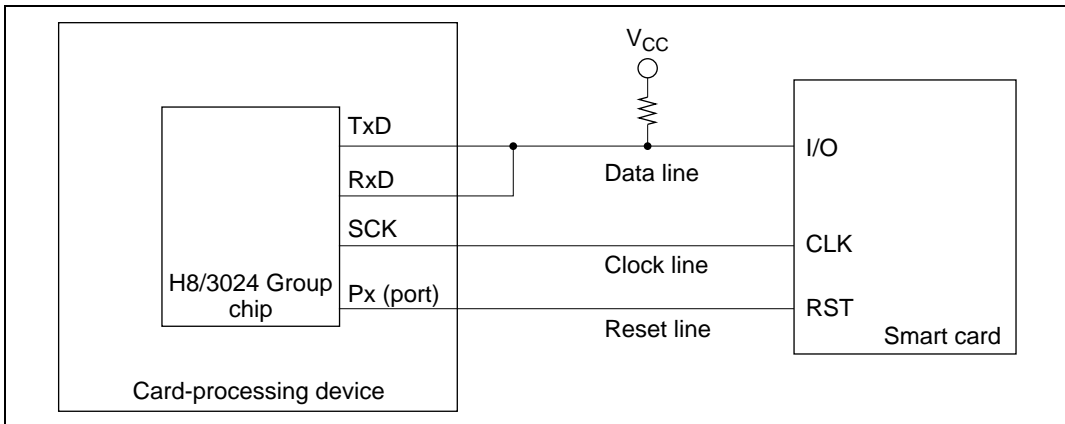 V_CC
TxD
I/O
Data line
RxD
SCK
CLK
Clock line
H8/3024 Group
chip
Px (port)
RST
Reset line
Smart card
Card-processing device